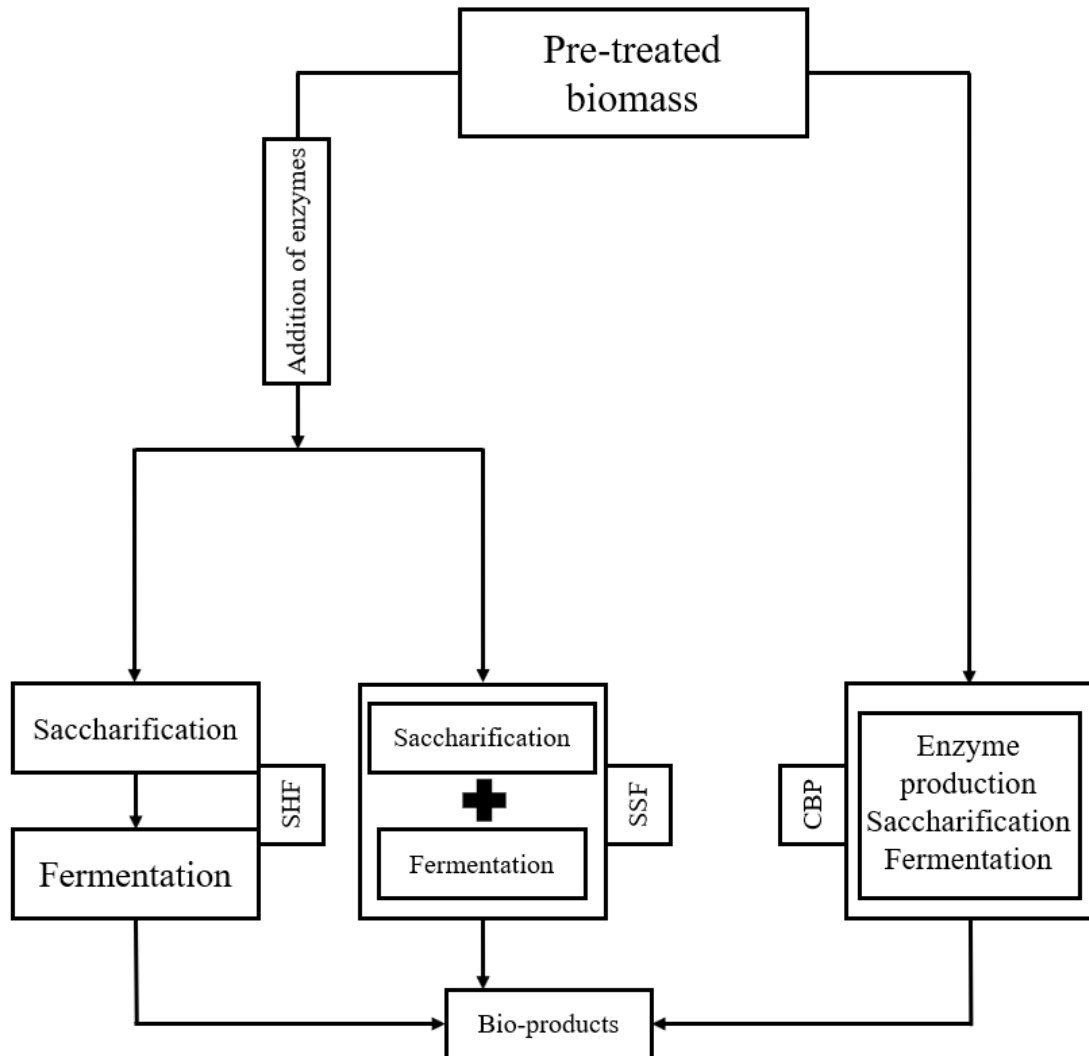 Pre-treated
biomass
Addition of enzymes
Saccharification
Fermentation
SHF
Saccharification
Fermentation
SSF
CBP
Enzyme
production
Saccharification
Fermentation
Bio-products